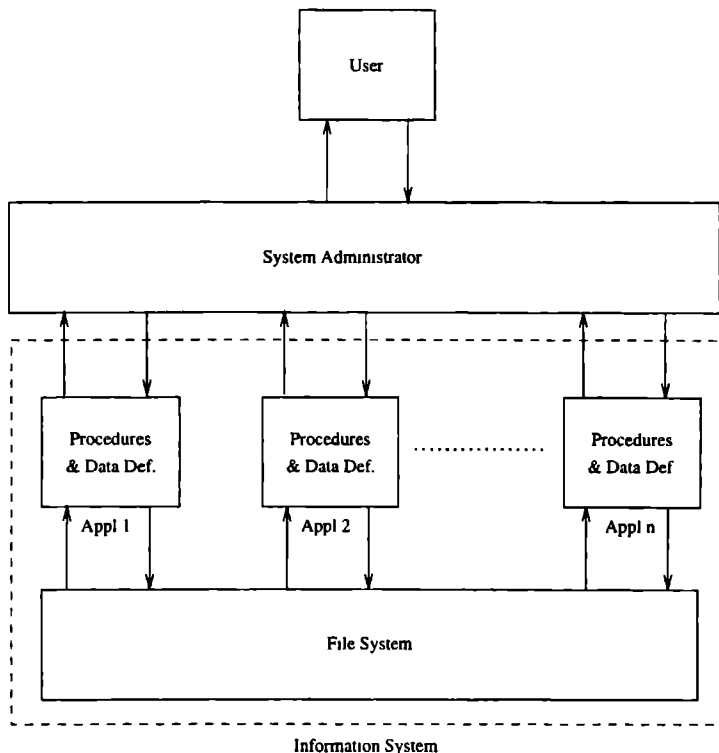 User
System Administrator
Procedures
& Data Def.
Procedures
& Data Def.
Procedures
& Data Def
Appl 1
Appl 2
Appl n
File System
Information System